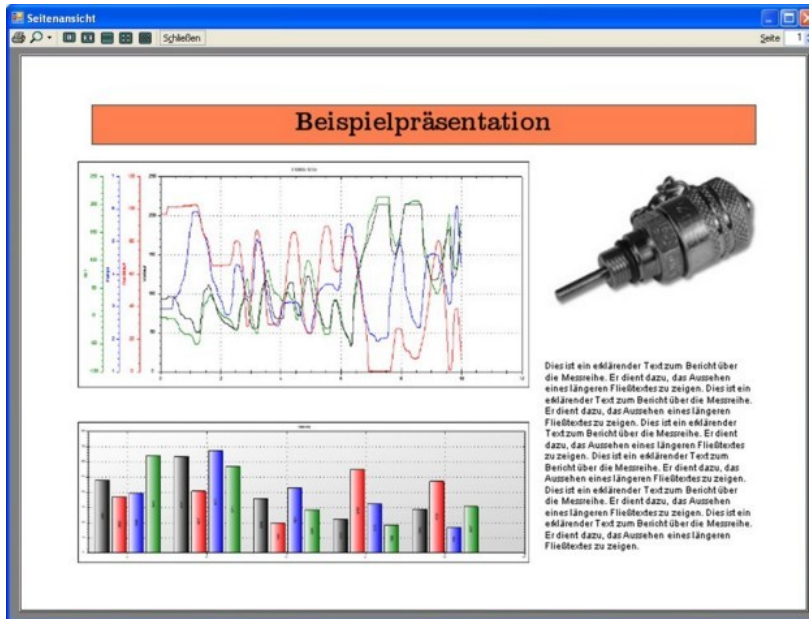 Seitenansicht
Schließen
Seite 1
Beispielpräsentation
Dies ist ein erklärender Text zum Bericht über
die Messreihe. Er dient dazu, das Aussehen
eines längeren Fließtextes zu zeigen. Dies ist ein
erklärender Text zum Bericht über die Messreihe.
Er dient dazu, das Aussehen eines längeren
Fließtextes zu zeigen. Dies ist ein erklärender
Text zum Bericht über die Messreihe. Er dient
dazu, das Aussehen eines längeren Fließtextes
zu zeigen. Dies ist ein erklärender Text zum
Bericht über die Messreihe. Er dient dazu, das
Aussehen eines längeren Fließtextes zu zeigen.
Dies ist ein erklärender Text zum Bericht über
die Messreihe. Er dient dazu, das Aussehen
eines längeren Fließtextes zu zeigen. Dies ist ein
erklärender Text zum Bericht über die Messreihe.
Er dient dazu, das Aussehen eines längeren
Fließtextes zu zeigen.